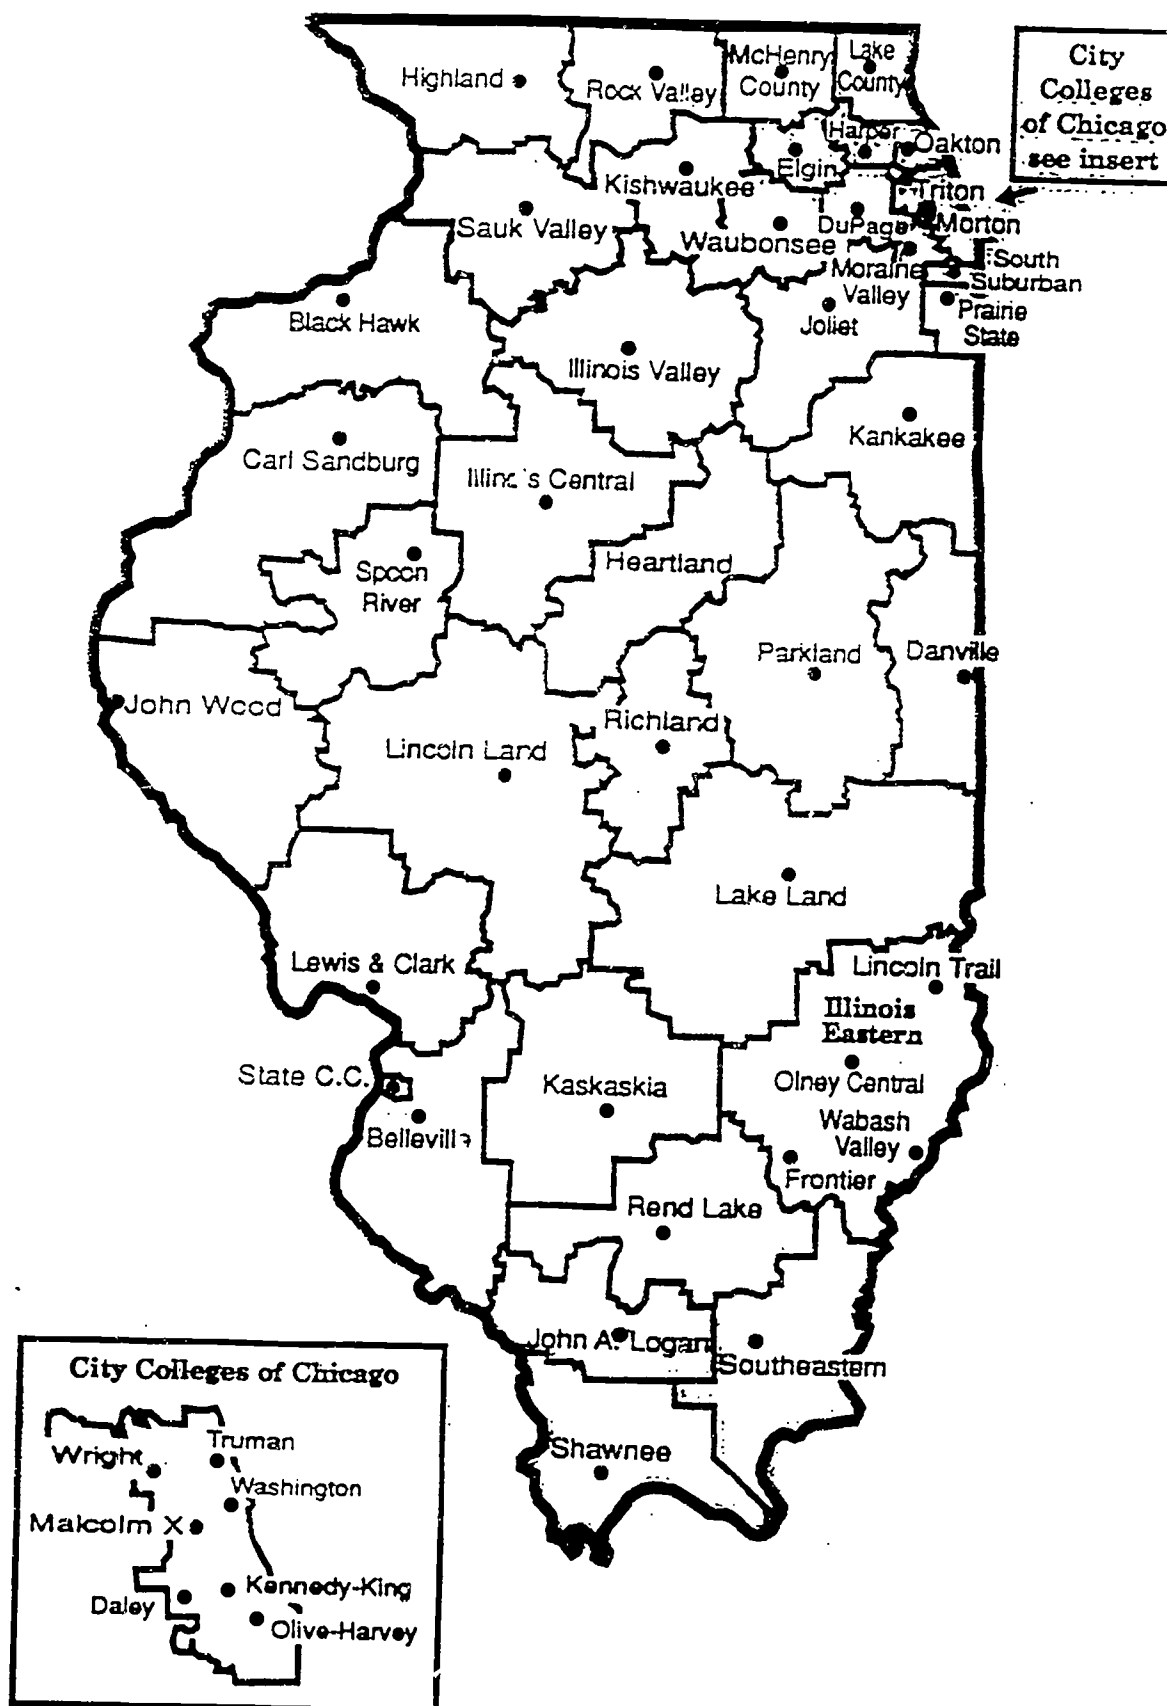 City
Colleges
of Chicago
see insert
Highland
Rock Valley
McHenry
County
Lake
County
Harper
Oakton
Elgin
Kishwaukee
Triton
Sauk Valley
Waubonsee
DuPage
Morton
Moraine
Valley
South
Suburban
Black Hawk
Joliet
Prairie
State
Illinois Valley
Kankakee
Carl Sandburg
Illino's Central
Spoon
River
Heartland
Parkland
Danville
John Wood
Richland
Lincoln Land
Lake Land
Lewis & Clark
Lincoln Trail
Illinois
Eastern
State C.C.
Kaskaskia
Olney Central
Belleville
Wabash
Valley
Frontier
Rend Lake
John A. Logan
Southeastern
Shawnee
City Colleges of Chicago
Truman
Wright
Washington
Malcolm X
Kennedy-King
Daley
Olive-Harvey